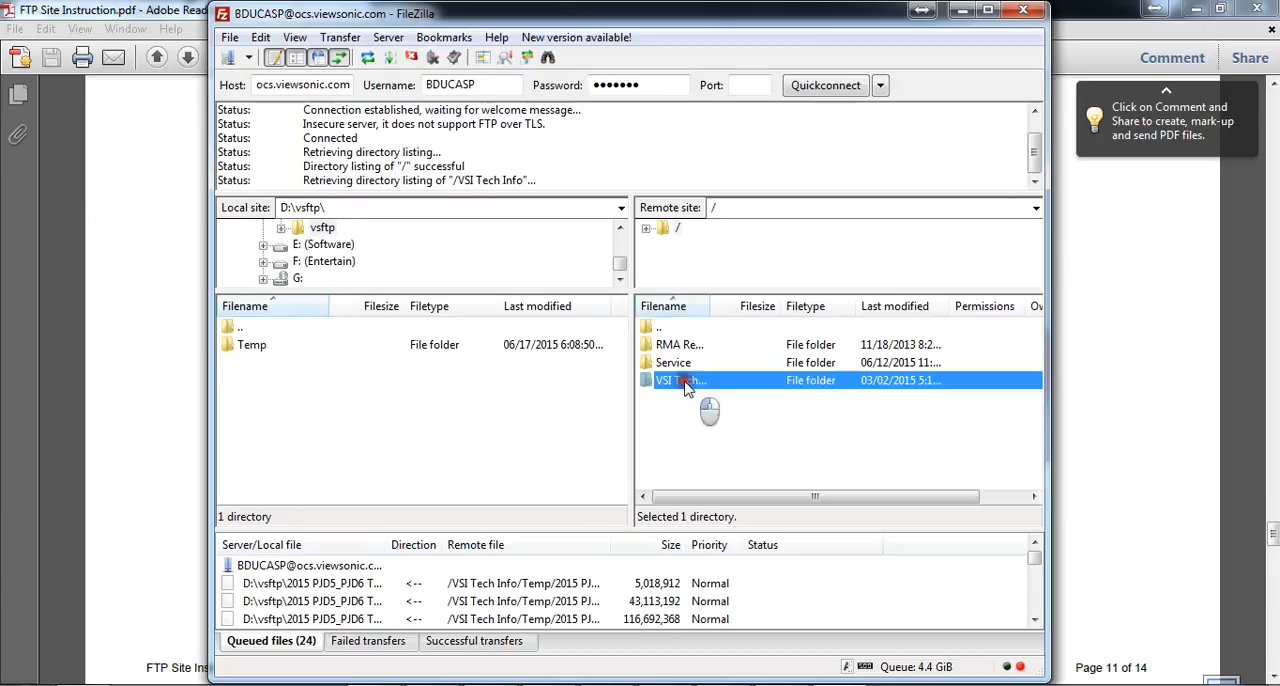 FTP Site Instruction.pdf - Adobe Read
File Edit View Window Help
Comment Share
Click on Comment and
Share to create, mark-up
and send PDF files.
BDUCASP@ocs.viewsonic.com - FileZilla
File Edit View Transfer Server Bookmarks Help New version available!
Host: ocs.viewsonic.com Username: BDUCASP Password: ●●●●●●● Port: Quickconnect
Status: Connection established, waiting for welcome message...
Status: Insecure server, it does not support FTP over TLS.
Status: Connected
Status: Retrieving directory listing...
Status: Directory listing of "/" successful
Status: Retrieving directory listing of "/VSI Tech Info"...
Local site: D:\vsftp\
vsftp
E: (Software)
F: (Entertain)
G:
Remote site: /
/
Filename Filesize Filetype Last modified
..
Temp File folder 06/17/2015 6:08:50...
1 directory
Filename Filesize Filetype Last modified Permissions Ov
..
RMA Re... File folder 11/18/2013 8:2...
Service File folder 06/12/2015 11:...
VSI Tech... File folder 03/02/2015 5:1...
Selected 1 directory.
Server/Local file Direction Remote file Size Priority Status
BDUCASP@ocs.viewsonic.c...
D:\vsftp\2015 PJD5_PJD6 T... <-- /VSI Tech Info/Temp/2015 PJ... 5,018,912 Normal
D:\vsftp\2015 PJD5_PJD6 T... <-- /VSI Tech Info/Temp/2015 PJ... 43,113,192 Normal
D:\vsftp\2015 PJD5_PJD6 T... <-- /VSI Tech Info/Temp/2015 PJ... 116,692,368 Normal
Queued files (24) Failed transfers Successful transfers
Queue: 4.4 GiB
FTP Site Ins Page 11 of 14